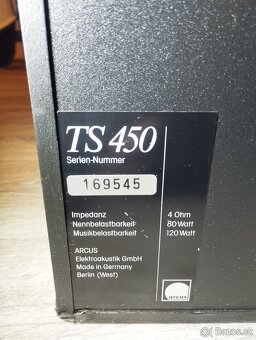 TS 450
Serien-Nummer
169545
Impedanz 4 Ohm
Nennbelastbarkeit 80 Watt
Musikbelastbarkeit 120 Watt
ARCUS
Elektroakustik GmbH
Made in Germany
Berlin (West)
arcus
Bazos.sk